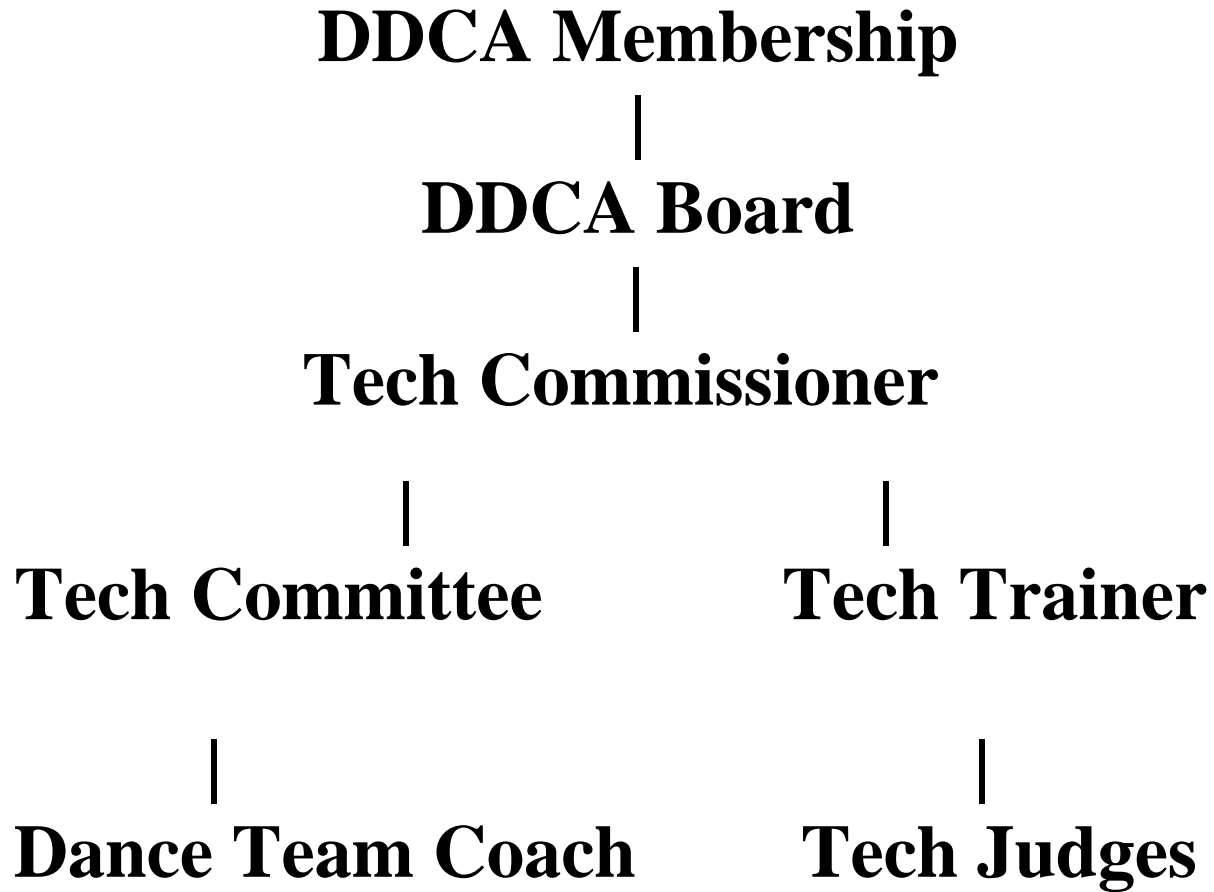 DDCA Membership
DDCA Board
Tech Commissioner
Tech Committee Tech Trainer
Dance Team Coach Tech Judges